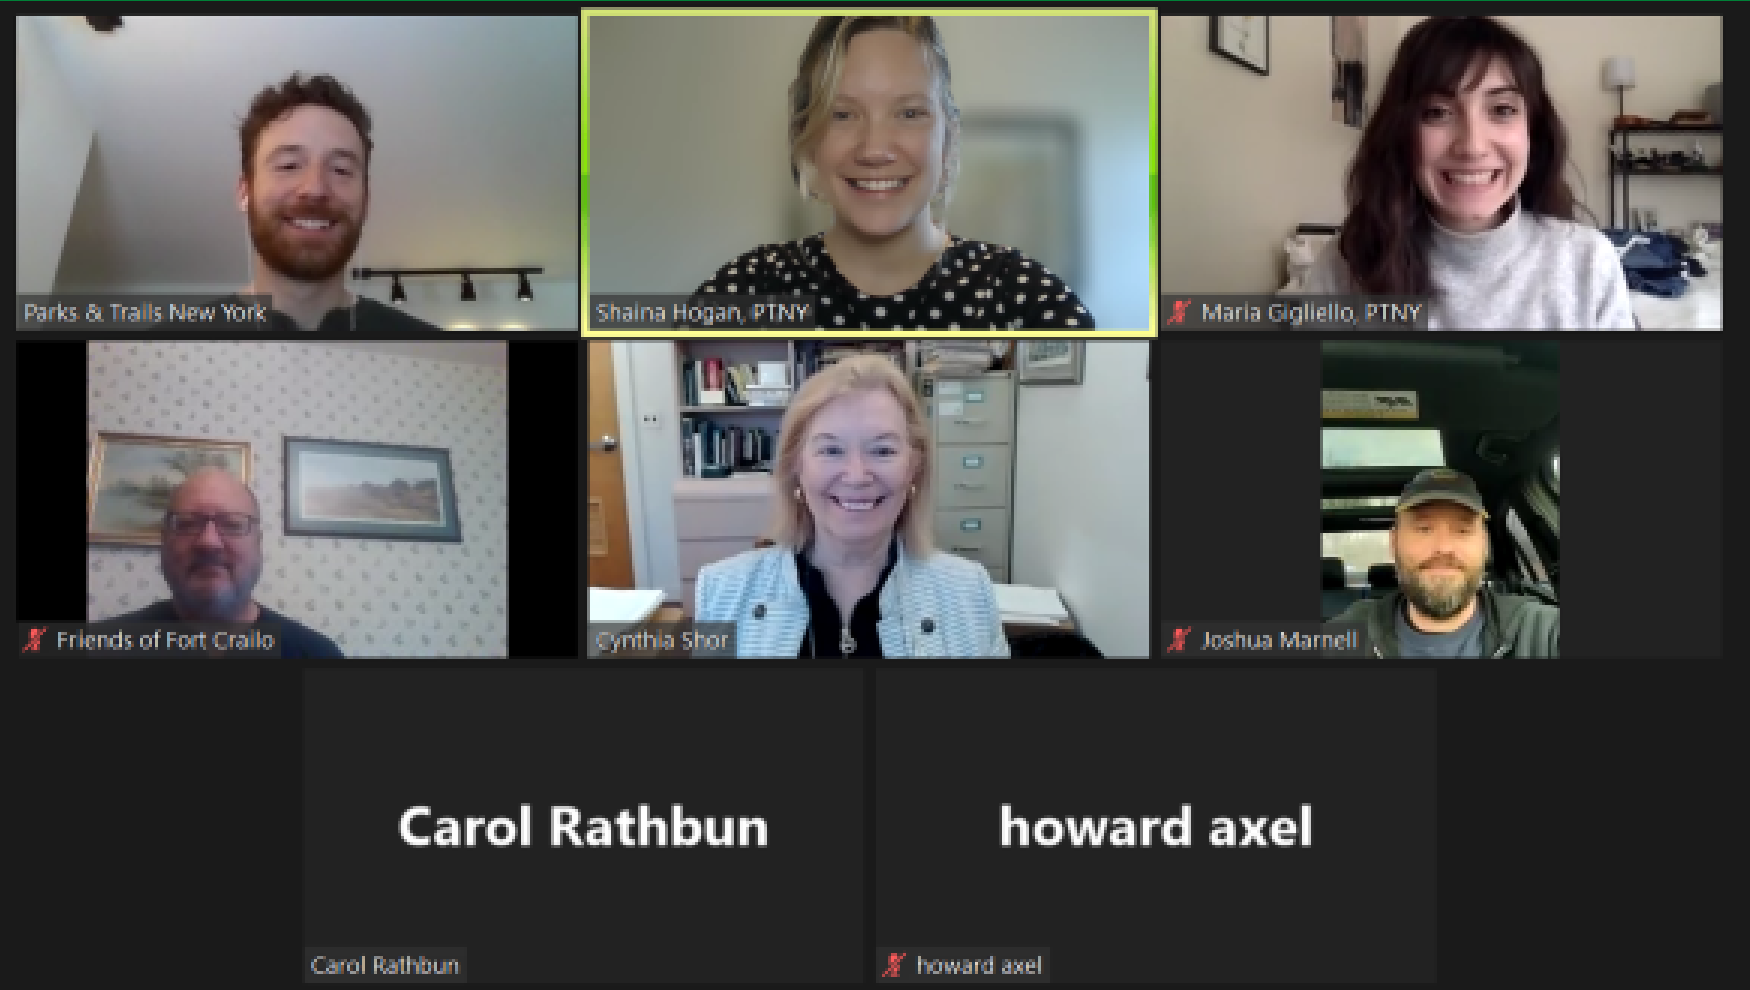 Parks & Trails New York
Shaina Hogan, PTNY
Maria Gigliello, PTNY
Friends of Fort Crailo
Cynthia Shor
Joshua Marnell
Carol Rathbun
howard axel
Carol Rathbun
howard axel